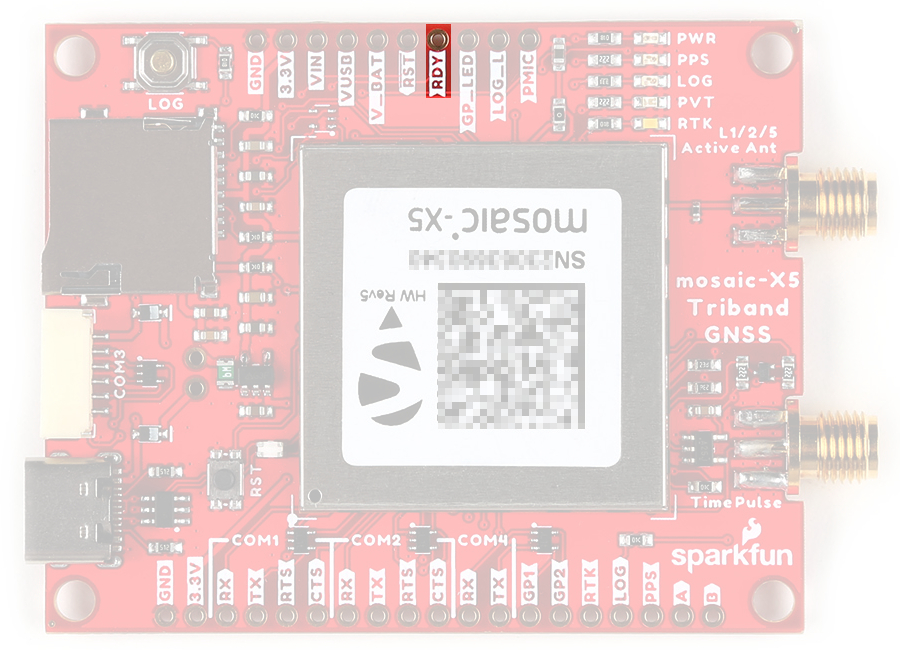 GND
3.3V
VIN
VUSB
V_BAT
RST
RDY
GP_LED
LOG_L
PMIC
PWR
PPS
LOG
PVT
RTK
LOG
L1/2/5
Active Ant
mosaic-X5
HW Rev5
mosaic-X5
Triband
GNSS
COM3
RST
TimePulse
COM1
COM2
COM4
sparkfun
GND
3.3V
RX
TX
RTS
CTS
RX
TX
RTS
CTS
RX
TX
GP1
GP2
RTK
LOG
PPS
A
B